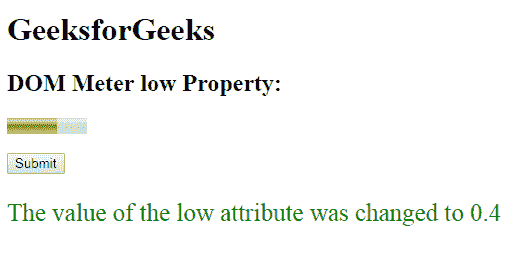 GeeksforGeeks
DOM Meter low Property:
Submit
The value of the low attribute was changed to 0.4